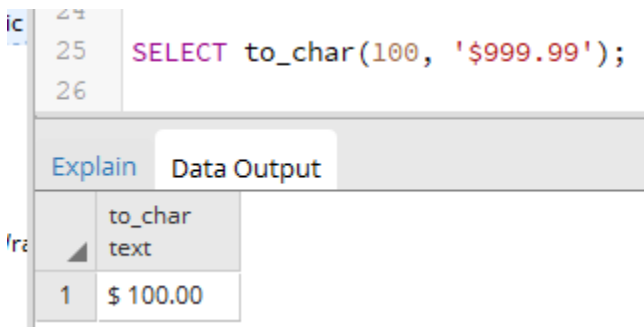 ic
24
25 SELECT to_char(100, '$999.99');
26
Explain Data Output
to_char
text
1 $ 100.00